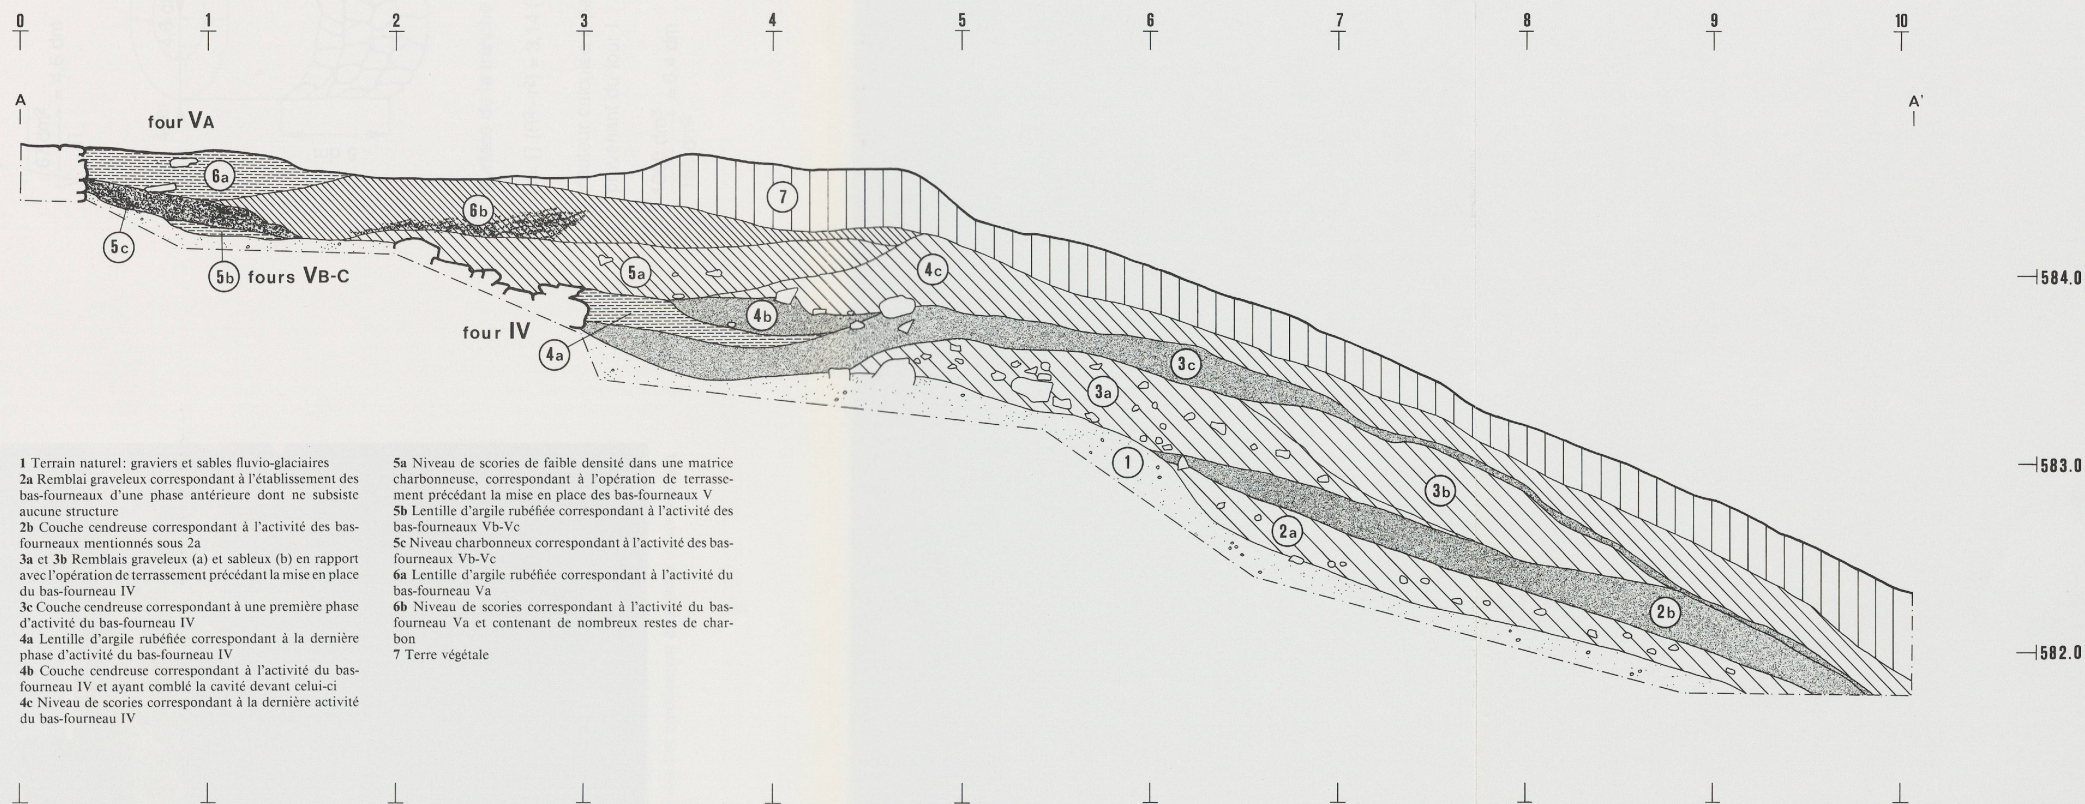 0 1 2 3 4 5 6 7 8 9 10
A A'
four VA
6a
7
6b
5c
5b fours VB-C
5a
4c
584.0
4b
four IV
4a
3c
3a
1
583.0
3b
2a
2b
582.0
1 Terrain naturel: graviers et sables fluvio-glaciaires
2a Remblai graveleux correspondant à l'établissement des
bas-fourneaux d'une phase antérieure dont ne subsiste
aucune structure
2b Couche cendreuse correspondant à l'activité des bas-
fourneaux mentionnés sous 2a
3a et 3b Remblais graveleux (a) et sableux (b) en rapport
avec l'opération de terrassement précédant la mise en place
du bas-fourneau IV
3c Couche cendreuse correspondant à une première phase
d'activité du bas-fourneau IV
4a Lentille d'argile rubéfiée correspondant à la dernière
phase d'activité du bas-fourneau IV
4b Couche cendreuse correspondant à l'activité du bas-
fourneau IV et ayant comblé la cavité devant celui-ci
4c Niveau de scories correspondant à la dernière activité
du bas-fourneau IV
5a Niveau de scories de faible densité dans une matrice
charbonneuse, correspondant à l'opération de terrasse-
ment précédant la mise en place des bas-fourneaux V
5b Lentille d'argile rubéfiée correspondant à l'activité des
bas-fourneaux Vb-Vc
5c Niveau charbonneux correspondant à l'activité des bas-
fourneaux Vb-Vc
6a Lentille d'argile rubéfiée correspondant à l'activité du
bas-fourneau Va
6b Niveau de scories correspondant à l'activité du bas-
fourneau Va et contenant de nombreux restes de char-
bon
7 Terre végétale